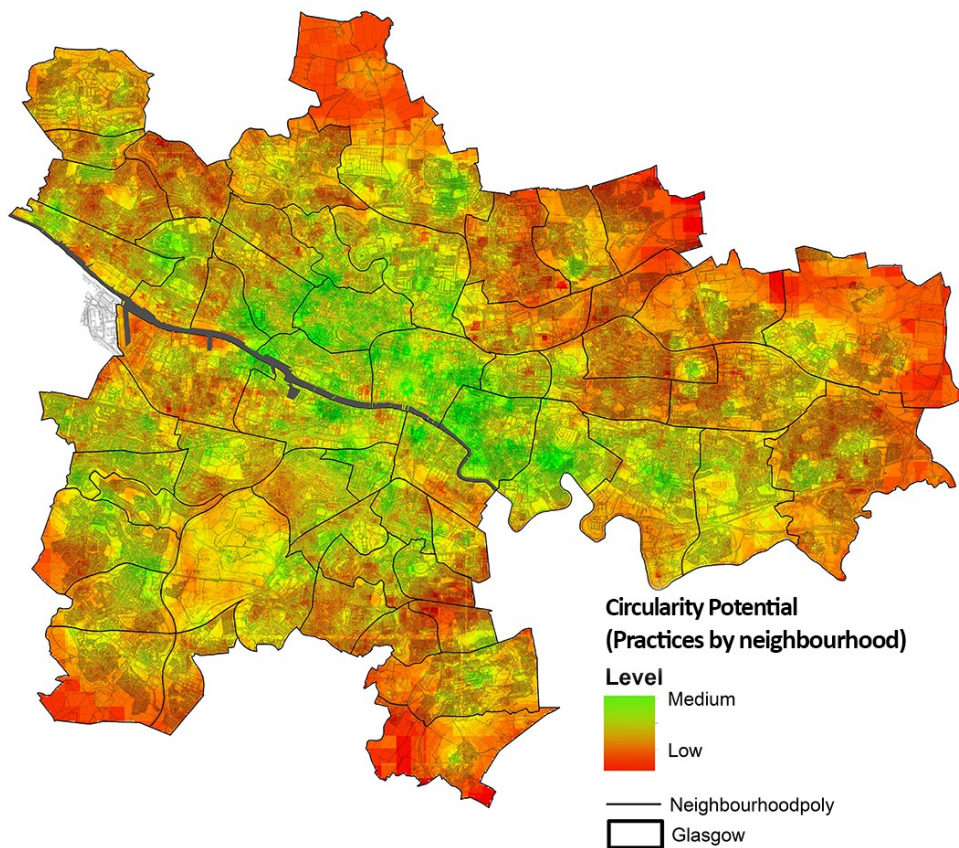 Circularity Potential
(Practices by neighbourhood)
Level
Medium
Low
Neighbourhoodpoly
Glasgow